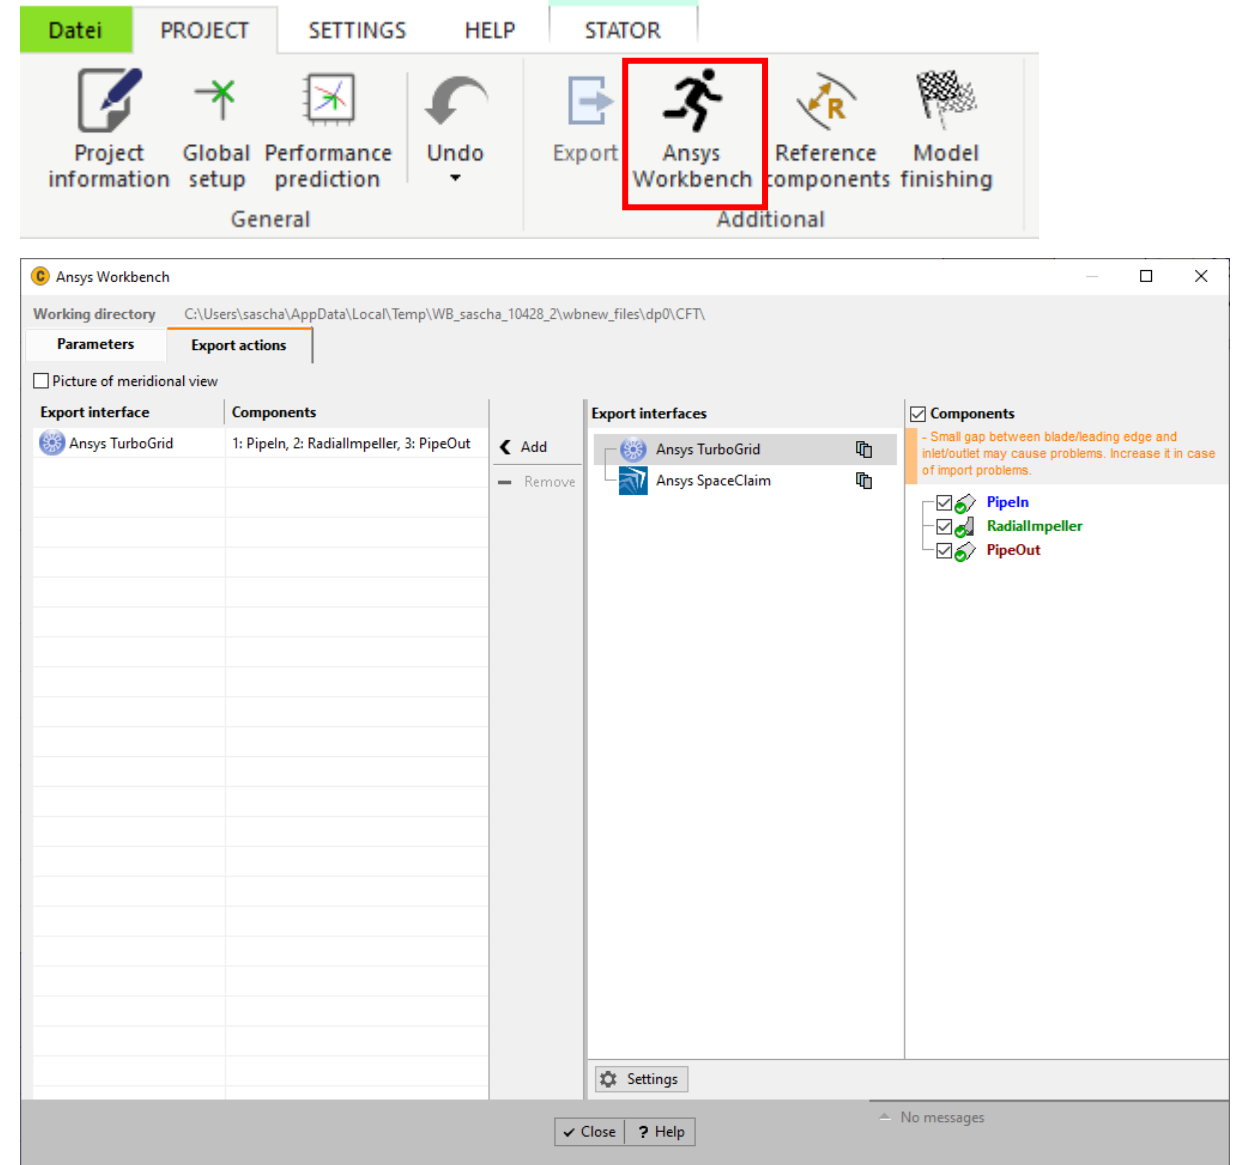 Datei PROJECT SETTINGS HELP STATOR
Project information
Global setup
Performance prediction
Undo
Export
Ansys Workbench
Reference components
Model finishing
General
Additional
Ansys Workbench
Working directory C:\Users\sascha\AppData\Local\Temp\WB_sascha_10428_2\wbnew_files\dp0\CFT\
Parameters Export actions
Picture of meridional view
Export interface Components
Ansys TurboGrid 1: PipeIn, 2: RadialImpeller, 3: PipeOut
Add
Remove
Export interfaces
Ansys TurboGrid
Ansys SpaceClaim
Components
- Small gap between blade/leading edge and
inlet/outlet may cause problems. Increase it in case
of import problems.
PipeIn
RadialImpeller
PipeOut
Settings
No messages
Close ? Help